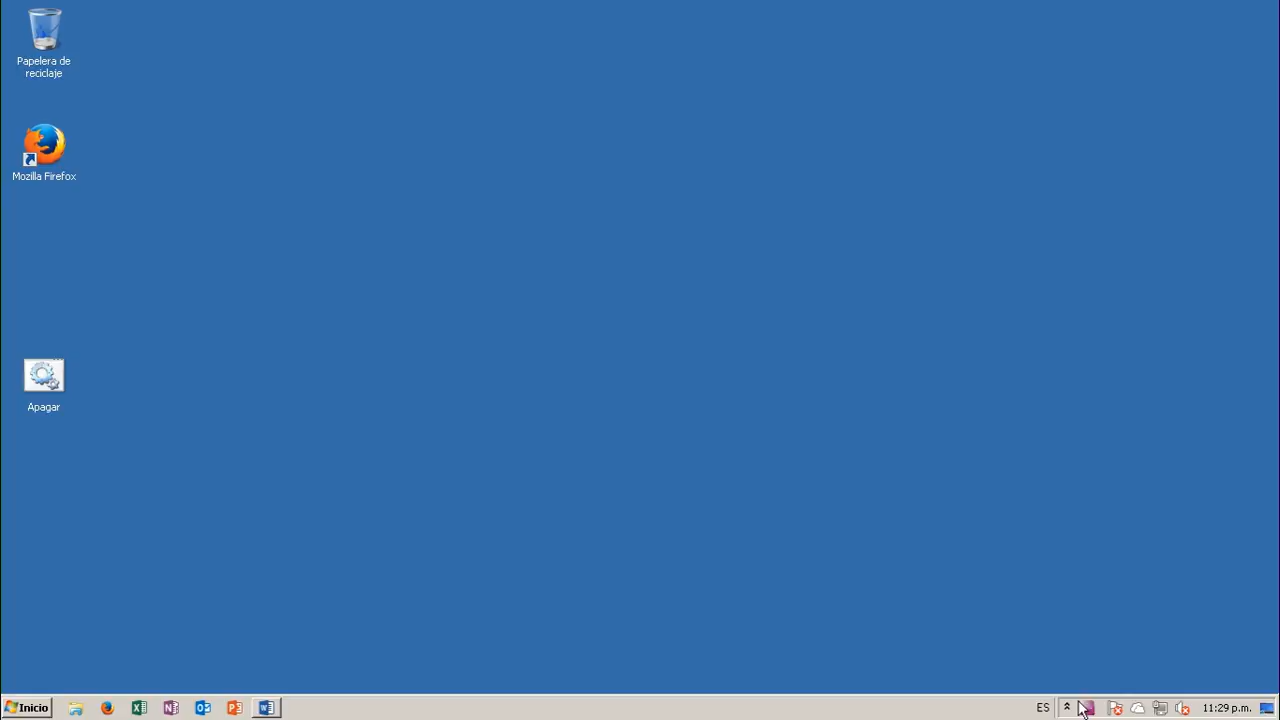 Papelera de
reciclaje
Mozilla Firefox
Apagar
Inicio
ES
11:29 p.m.